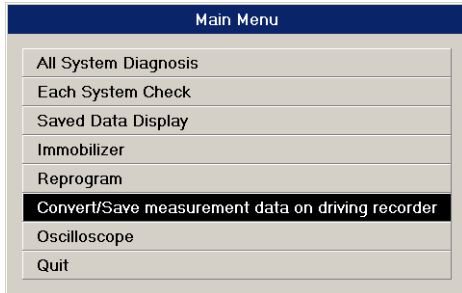 Main Menu
All System Diagnosis
Each System Check
Saved Data Display
Immobilizer
Reprogram
Convert/Save measurement data on driving recorder
Oscilloscope
Quit